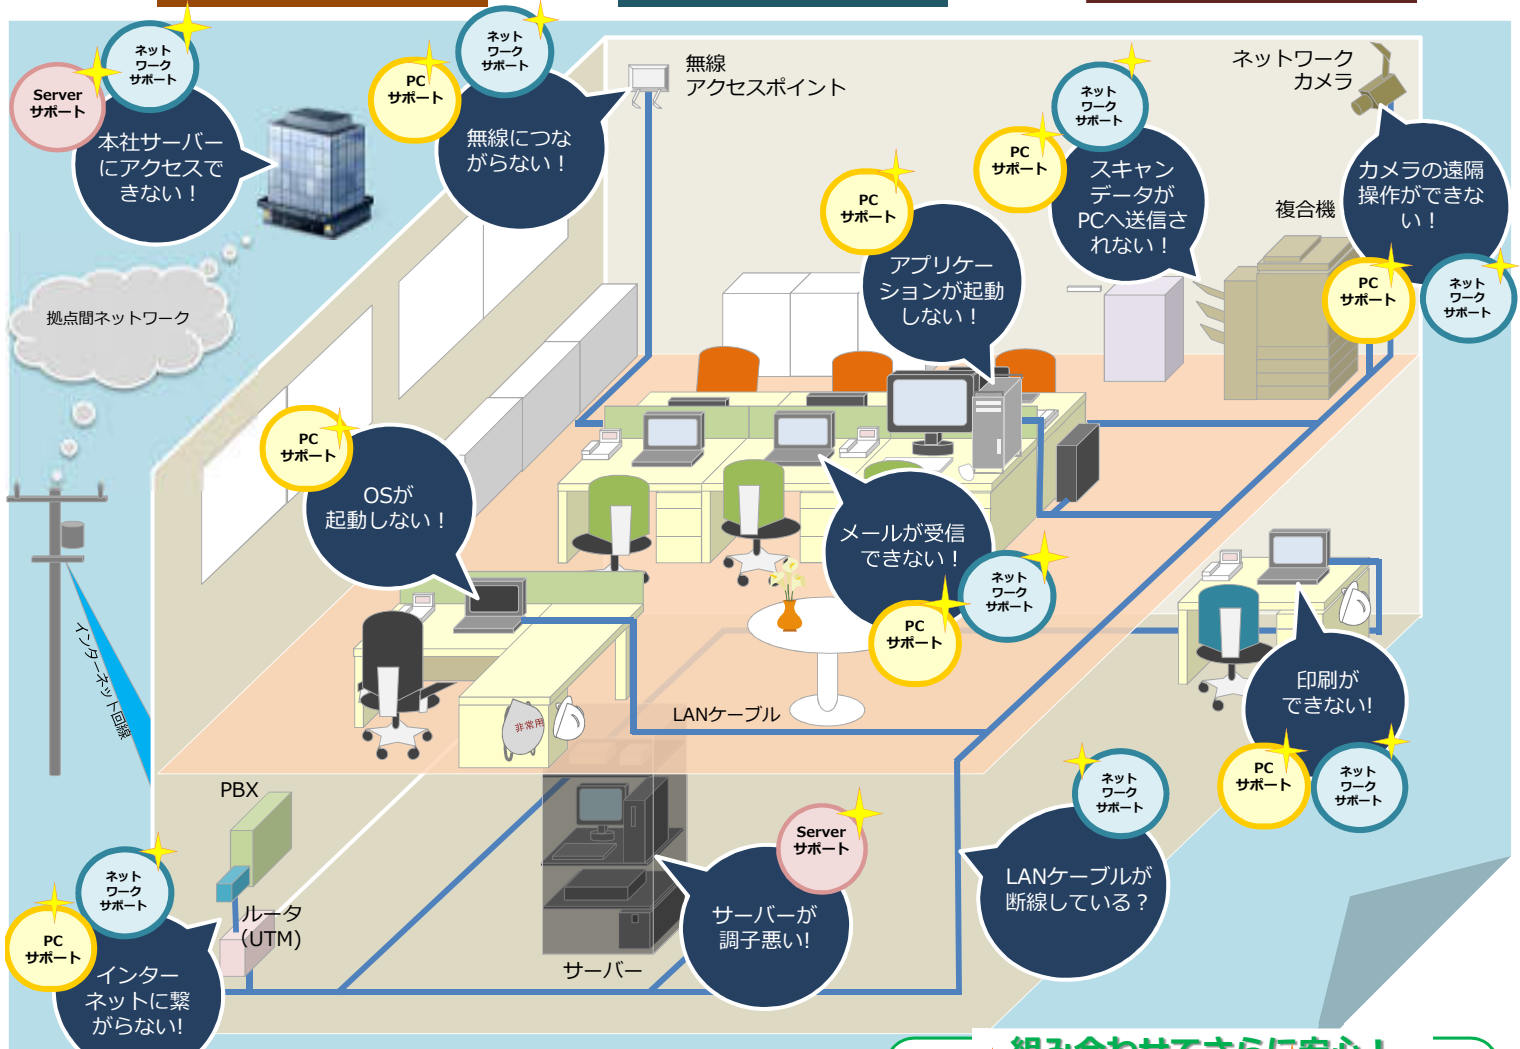 Server
サポート
ネット
ワーク
サポート
本社サーバー
にアクセスで
きない！
PC
サポート
ネット
ワーク
サポート
無線につな
がらない！
無線
アクセスポイント
ネットワーク
カメラ
PC
サポート
ネット
ワーク
サポート
スキャン
データが
PCへ送信さ
れない！
カメラの遠隔
操作ができな
い！
PC
サポート
ネット
ワーク
サポート
複合機
PC
サポート
アプリケー
ションが起動
しない！
拠点間ネットワーク
PC
サポート
OSが
起動しない！
メールが受信
できない！
PC
サポート
ネット
ワーク
サポート
インターネット回線
印刷が
できない!
PC
サポート
ネット
ワーク
サポート
非常用
LANケーブル
PBX
ルータ
（UTM)
PC
サポート
ネット
ワーク
サポート
インター
ネットに繋
がらない!
サーバー
Server
サポート
サーバーが
調子悪い!
ネット
ワーク
サポート
LANケーブルが
断線している？
組み合わせてさらに安心！